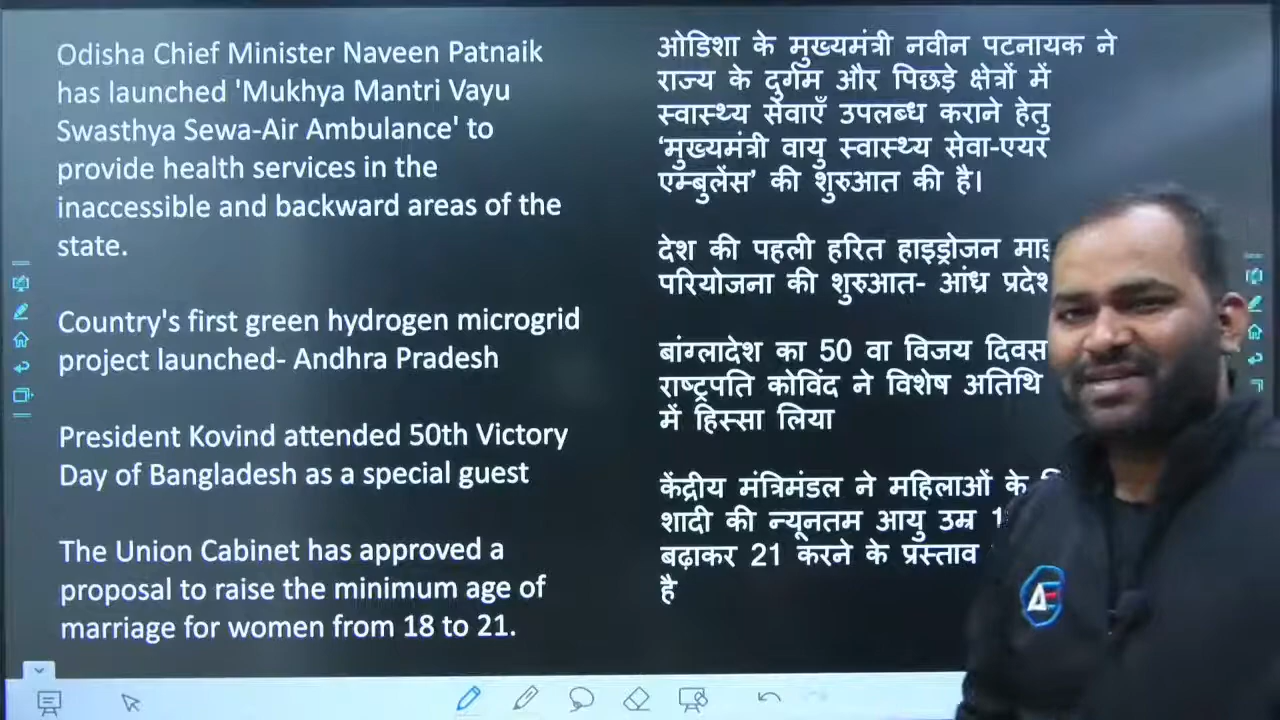 Odisha Chief Minister Naveen Patnaik
has launched 'Mukhya Mantri Vayu
Swasthya Sewa-Air Ambulance' to
provide health services in the
inaccessible and backward areas of the
state.
Country's first green hydrogen microgrid
project launched- Andhra Pradesh
President Kovind attended 50th Victory
Day of Bangladesh as a special guest
The Union Cabinet has approved a
proposal to raise the minimum age of
marriage for women from 18 to 21.
ओडिशा के मुख्यमंत्री नवीन पटनायक ने
राज्य के दुर्गम और पिछड़े क्षेत्रों में
स्वास्थ्य सेवाएँ उपलब्ध कराने हेतु
‘मुख्यमंत्री वायु स्वास्थ्य सेवा-एयर
एम्बुलेंस’ की शुरुआत की है।
देश की पहली हरित हाइड्रोजन
परियोजना की शुरुआत- आंध्र प्रदेश
बांग्लादेश का 50 वा विजय दिवस
राष्ट्रपति कोविंद ने विशेष अतिथि
में हिस्सा लिया
केंद्रीय मंत्रिमंडल ने महिलाओं के
शादी की न्यूनतम आयु उम्र
बढ़ाकर 21 करने के प्रस्ताव
है